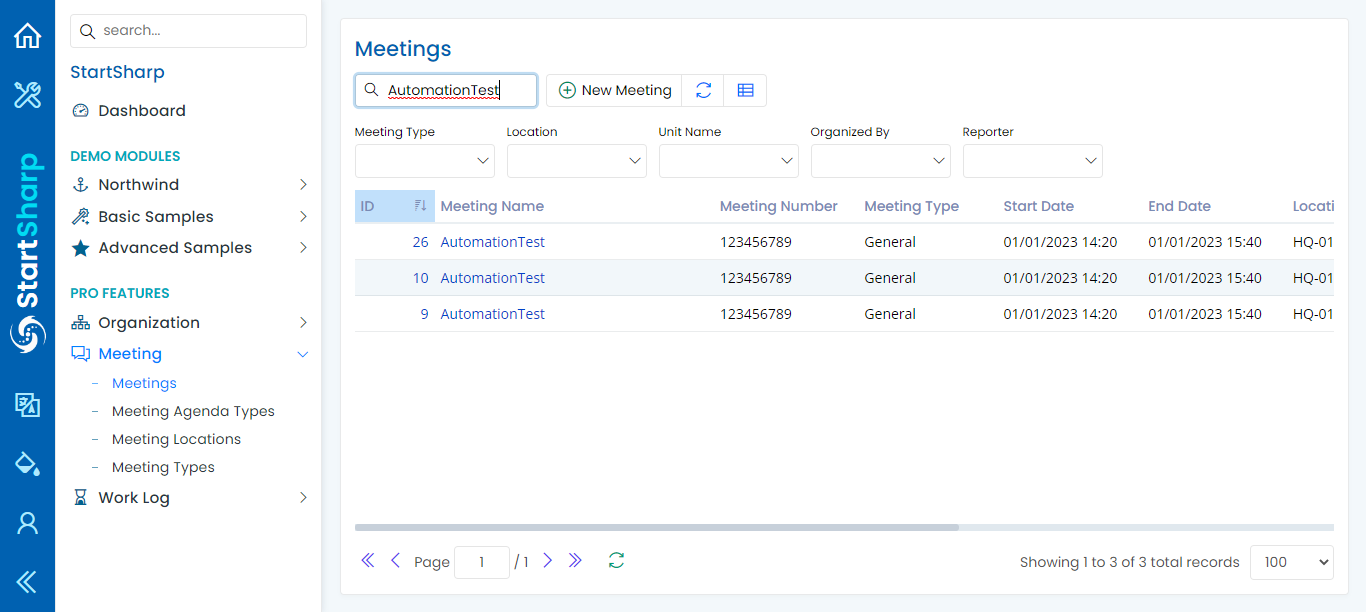 search...
StartSharp
Dashboard
DEMO MODULES
Northwind
Basic Samples
Advanced Samples
PRO FEATURES
Organization
Meeting
Meetings
Meeting Agenda Types
Meeting Locations
Meeting Types
Work Log
StartSharp
Meetings
AutomationTest
New Meeting
Meeting Type Location Unit Name Organized By Reporter
ID Meeting Name Meeting Number Meeting Type Start Date End Date Locati
26 AutomationTest 123456789 General 01/01/2023 14:20 01/01/2023 15:40 HQ-01
10 AutomationTest 123456789 General 01/01/2023 14:20 01/01/2023 15:40 HQ-01
9 AutomationTest 123456789 General 01/01/2023 14:20 01/01/2023 15:40 HQ-01
Page 1 / 1 Showing 1 to 3 of 3 total records 100